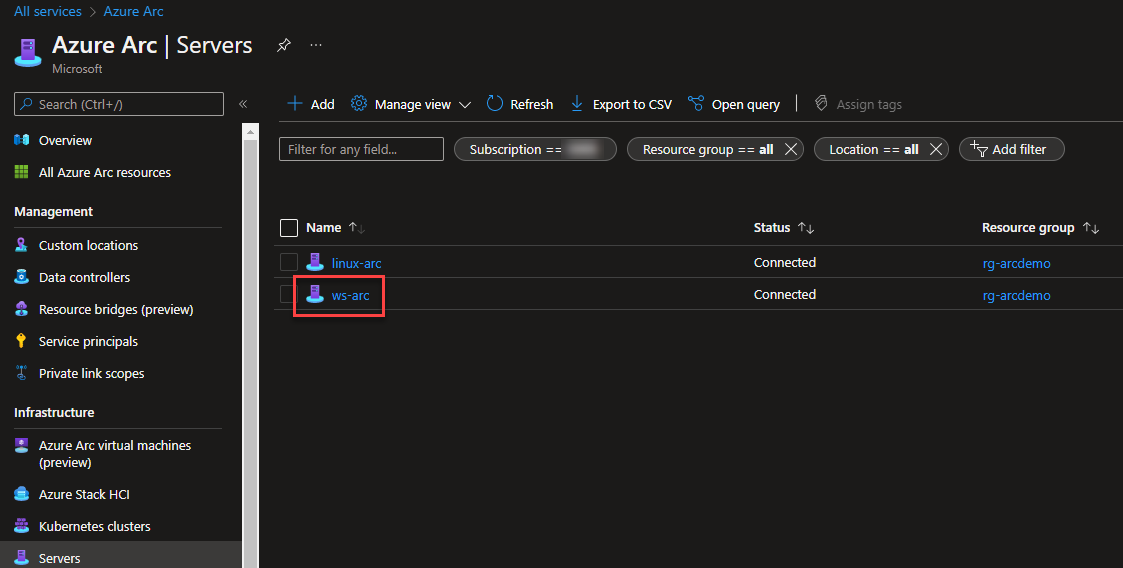 All services > Azure Arc
Azure Arc | Servers
Microsoft
Search (Ctrl+/)
Overview
All Azure Arc resources
Management
Custom locations
Data controllers
Resource bridges (preview)
Service principals
Private link scopes
Infrastructure
Azure Arc virtual machines
(preview)
Azure Stack HCI
Kubernetes clusters
Servers
Add Manage view Refresh Export to CSV Open query Assign tags
Filter for any field... Subscription == Resource group == all Location == all Add filter
Name Status Resource group
linux-arc Connected rg-arcdemo
ws-arc Connected rg-arcdemo